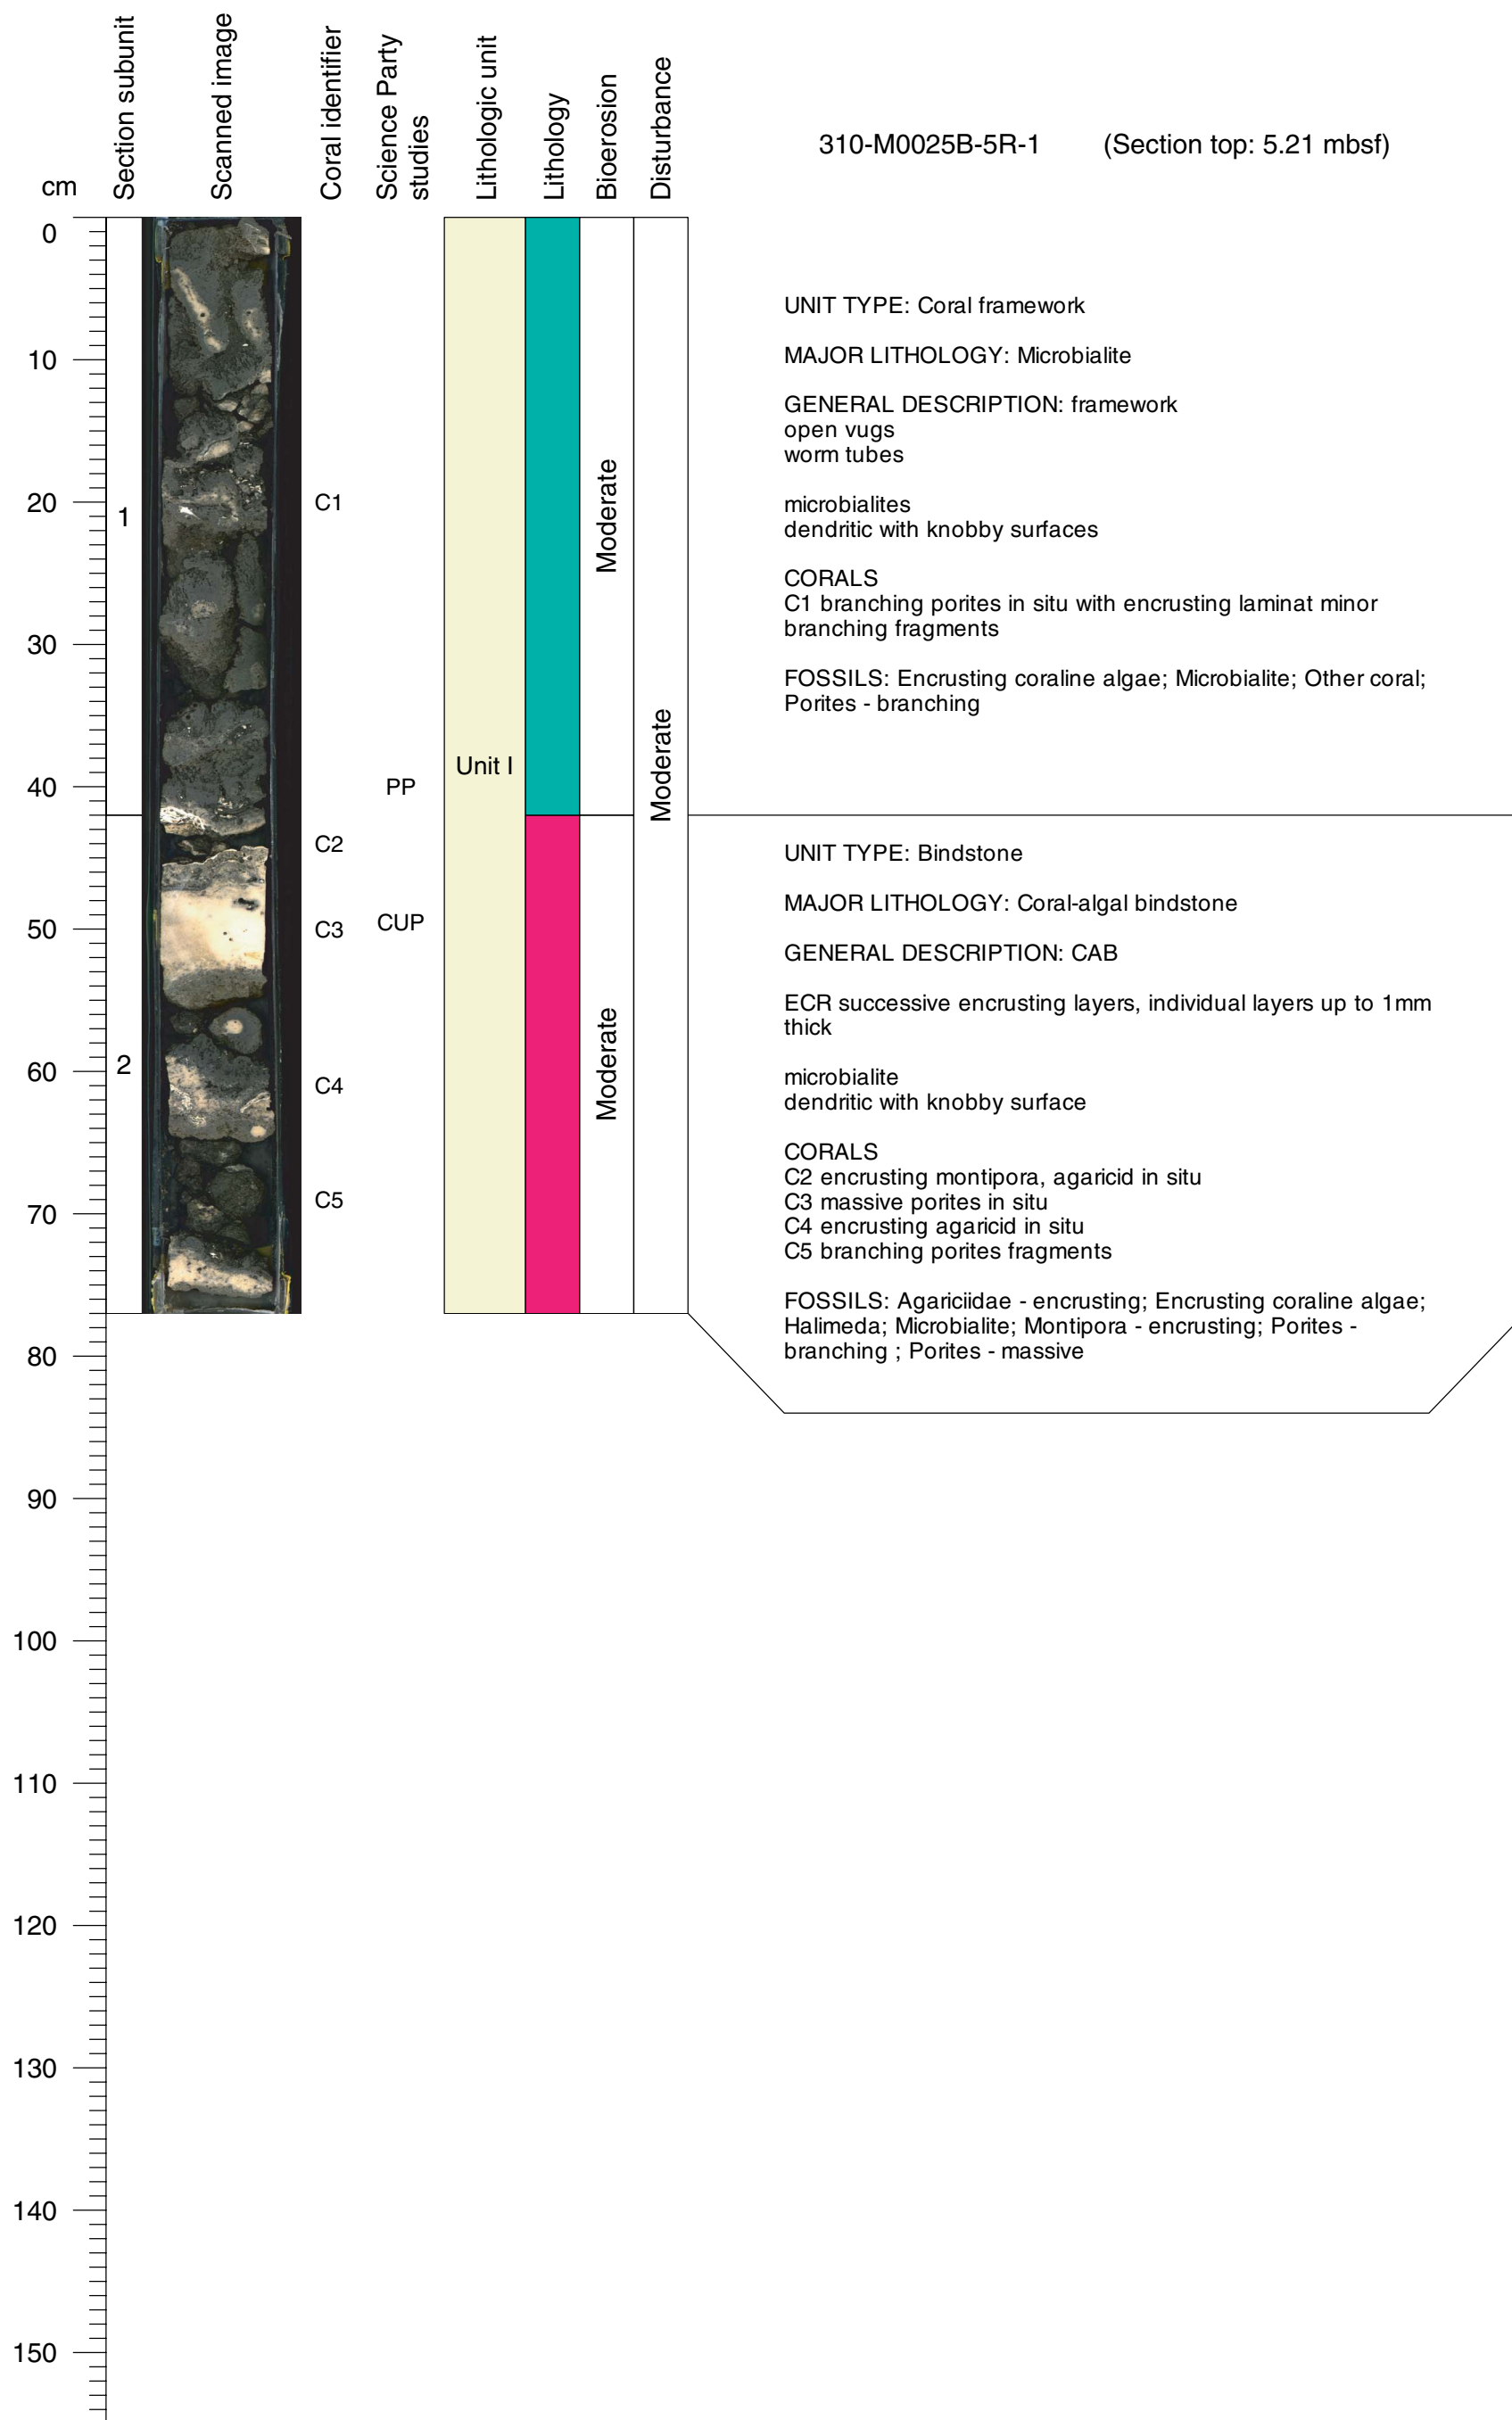 cm
Section subunit
Scanned image
Coral identifier
Science Party
studies
Lithologic unit
Lithology
Bioerosion
Disturbance
310-M0025B-5R-1 (Section top: 5.21 mbsf)
0
10
20
30
40
50
60
70
80
90
100
110
120
130
140
150
1
2
C1
C2
C3
C4
C5
PP
CUP
Unit I
Moderate
Moderate
Moderate
UNIT TYPE: Coral framework
MAJOR LITHOLOGY: Microbialite
GENERAL DESCRIPTION: framework
open vugs
worm tubes
microbialites
dendritic with knobby surfaces
CORALS
C1 branching porites in situ with encrusting laminat minor
branching fragments
FOSSILS: Encrusting coraline algae; Microbialite; Other coral;
Porites - branching
UNIT TYPE: Bindstone
MAJOR LITHOLOGY: Coral-algal bindstone
GENERAL DESCRIPTION: CAB
ECR successive encrusting layers, individual layers up to 1mm
thick
microbialite
dendritic with knobby surface
CORALS
C2 encrusting montipora, agaricid in situ
C3 massive porites in situ
C4 encrusting agaricid in situ
C5 branching porites fragments
FOSSILS: Agariciidae - encrusting; Encrusting coraline algae;
Halimeda; Microbialite; Montipora - encrusting; Porites -
branching ; Porites - massive